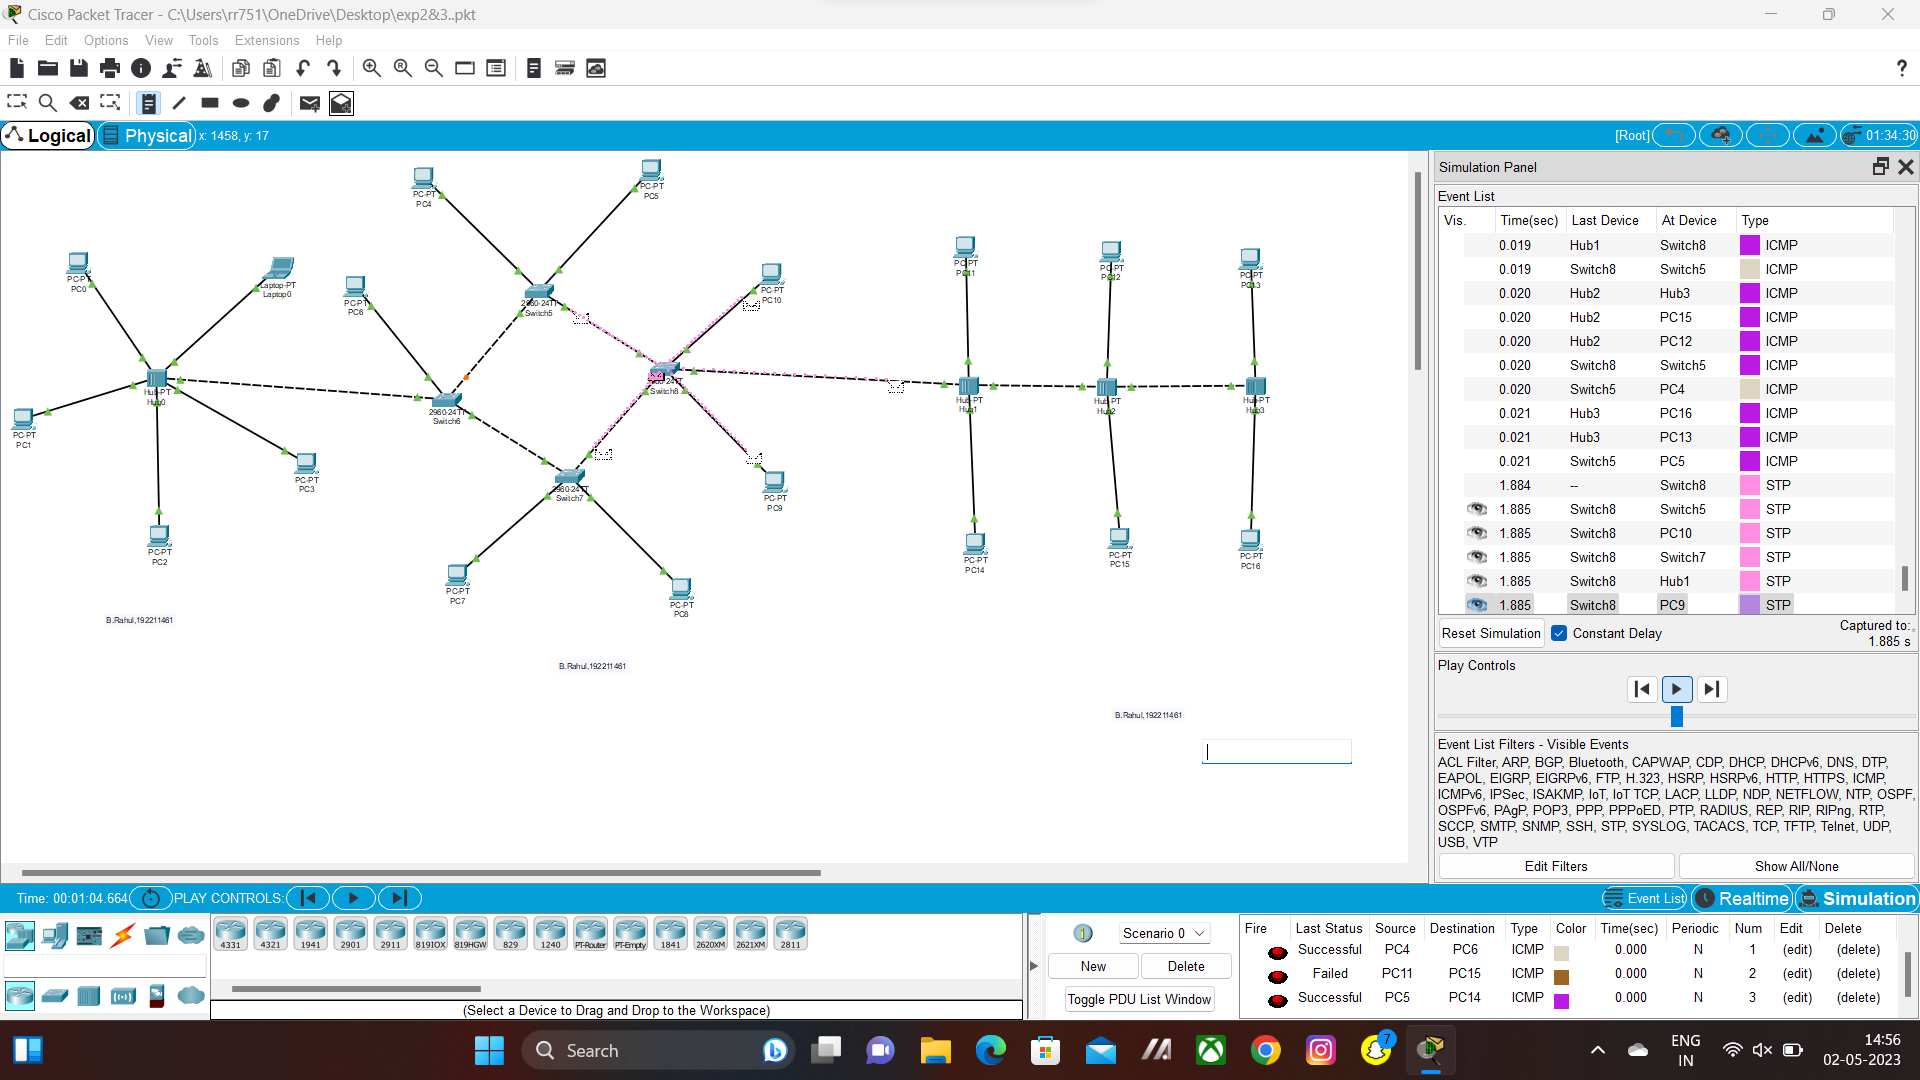 Cisco Packet Tracer - C:\Users\rr751\OneDrive\Desktop\exp2&3..pkt
File Edit Options View Tools Extensions Help
Logical Physical x: 1458, y: 17
[Root] 01:34:30
PC-PT
PC4
PC-PT
PC5
PC-PT
PC0
Laptop-PT
Laptop0
PC-PT
PC6
2960-24TT
Switch5
PC-PT
PC10
PC-PT
PC11
PC-PT
PC12
PC-PT
PC13
Hub-PT
Hub0
2960-24TT
Switch6
2960-24TT
Switch8
Hub-PT
Hub1
Hub-PT
Hub2
Hub-PT
Hub3
PC-PT
PC1
PC-PT
PC3
2960-24TT
Switch7
PC-PT
PC9
PC-PT
PC2
PC-PT
PC7
PC-PT
PC8
PC-PT
PC14
PC-PT
PC15
PC-PT
PC16
B.Rahul,192211461
B.Rahul,192211461
B.Rahul,192211461
Simulation Panel
Event List
Vis. Time(sec) Last Device At Device Type
0.019 Hub1 Switch8 ICMP
0.019 Switch8 Switch5 ICMP
0.020 Hub2 Hub3 ICMP
0.020 Hub2 PC15 ICMP
0.020 Hub2 PC12 ICMP
0.020 Switch8 Switch5 ICMP
0.020 Switch5 PC4 ICMP
0.021 Hub3 PC16 ICMP
0.021 Hub3 PC13 ICMP
0.021 Switch5 PC5 ICMP
1.884 -- Switch8 STP
1.885 Switch8 Switch5 STP
1.885 Switch8 PC10 STP
1.885 Switch8 Switch7 STP
1.885 Switch8 Hub1 STP
1.885 Switch8 PC9 STP
Reset Simulation Constant Delay Captured to:
1.885 s
Play Controls
Event List Filters - Visible Events
ACL Filter, ARP, BGP, Bluetooth, CAPWAP, CDP, DHCP, DHCPv6, DNS, DTP,
EAPOL, EIGRP, EIGRPv6, FTP, H.323, HSRP, HSRPv6, HTTP, HTTPS, ICMP,
ICMPv6, IPSec, ISAKMP, IoT, IoT TCP, LACP, LLDP, NDP, NETFLOW, NTP, OSPF,
OSPFv6, PAgP, POP3, PPP, PPPoED, PTP, RADIUS, REP, RIP, RIPng, RTP,
SCCP, SMTP, SNMP, SSH, STP, SYSLOG, TACACS, TCP, TFTP, Telnet, UDP,
USB, VTP
Edit Filters Show All/None
Time: 00:01:04.664 PLAY CONTROLS: Event List Realtime Simulation
4331 4321 1941 2901 2911 819IOX 819HGW 829 1240 PT-Router PT-Empty 1841 2620XM 2621XM 2811
(Select a Device to Drag and Drop to the Workspace)
Scenario 0
New Delete
Toggle PDU List Window
Fire Last Status Source Destination Type Color Time(sec) Periodic Num Edit Delete
Successful PC4 PC6 ICMP 0.000 N 1 (edit) (delete)
Failed PC11 PC15 ICMP 0.000 N 2 (edit) (delete)
Successful PC5 PC14 ICMP 0.000 N 3 (edit) (delete)
Search
7
ENG
IN
14:56
02-05-2023